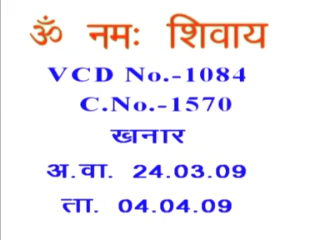 ॐ नमः शिवाय
VCD No.-1084
C.No.-1570
खनार
अ.वा. 24.03.09
ता. 04.04.09